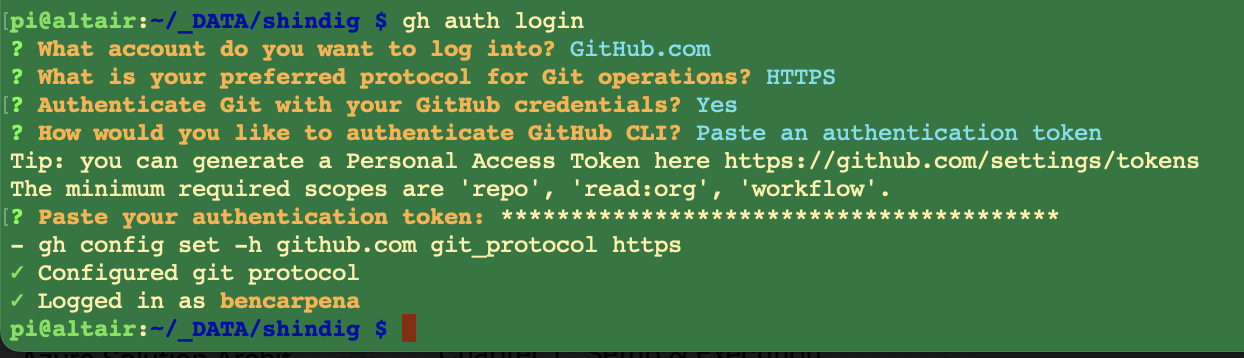 [pi@altair:~/_DATA/shindig $ gh auth login
? What account do you want to log into? GitHub.com
? What is your preferred protocol for Git operations? HTTPS
[? Authenticate Git with your GitHub credentials? Yes
? How would you like to authenticate GitHub CLI? Paste an authentication token
Tip: you can generate a Personal Access Token here https://github.com/settings/tokens
The minimum required scopes are 'repo', 'read:org', 'workflow'.
[? Paste your authentication token: ****************************************
- gh config set -h github.com git_protocol https
✓ Configured git protocol
✓ Logged in as bencarpena
pi@altair:~/_DATA/shindig $